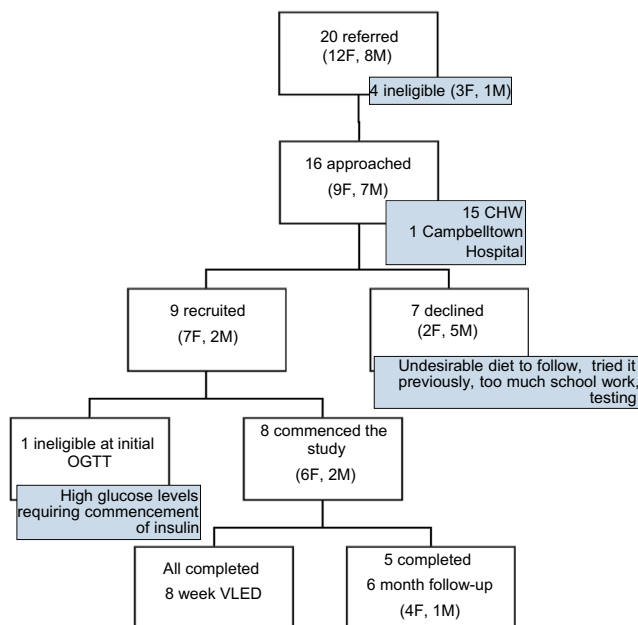 20 referred
(12F, 8M)
4 ineligible (3F, 1M)
16 approached
(9F, 7M)
15 CHW
1 Campbelltown
Hospital
9 recruited
(7F, 2M)
7 declined
(2F, 5M)
Undesirable diet to follow, tried it
previously, too much school work,
testing
1 ineligible at initial
OGTT
High glucose levels
requiring commencement
of insulin
8 commenced the
study
(6F, 2M)
All completed
8 week VLED
5 completed
6 month follow-up
(4F, 1M)